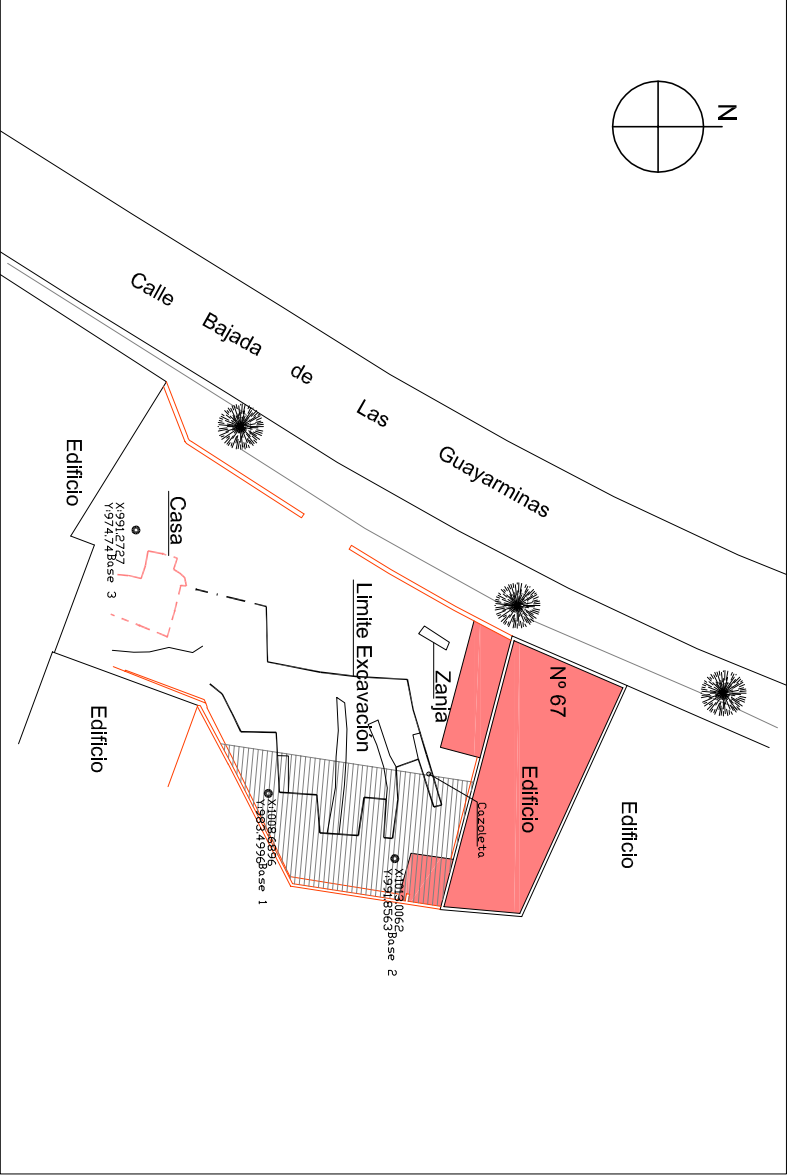 N
Calle Bajada de Las Guayarminas
Nº 67
Edificio
Edificio
Zanja
Cazoleta
Limite Excavación
Casa
Edificio
Edificio
X:991.2727
Y:974.74
Base 3
X:1008.6896
Y:983.4996
Base 1
X:1013.0062
Y:991.8563
Base 2